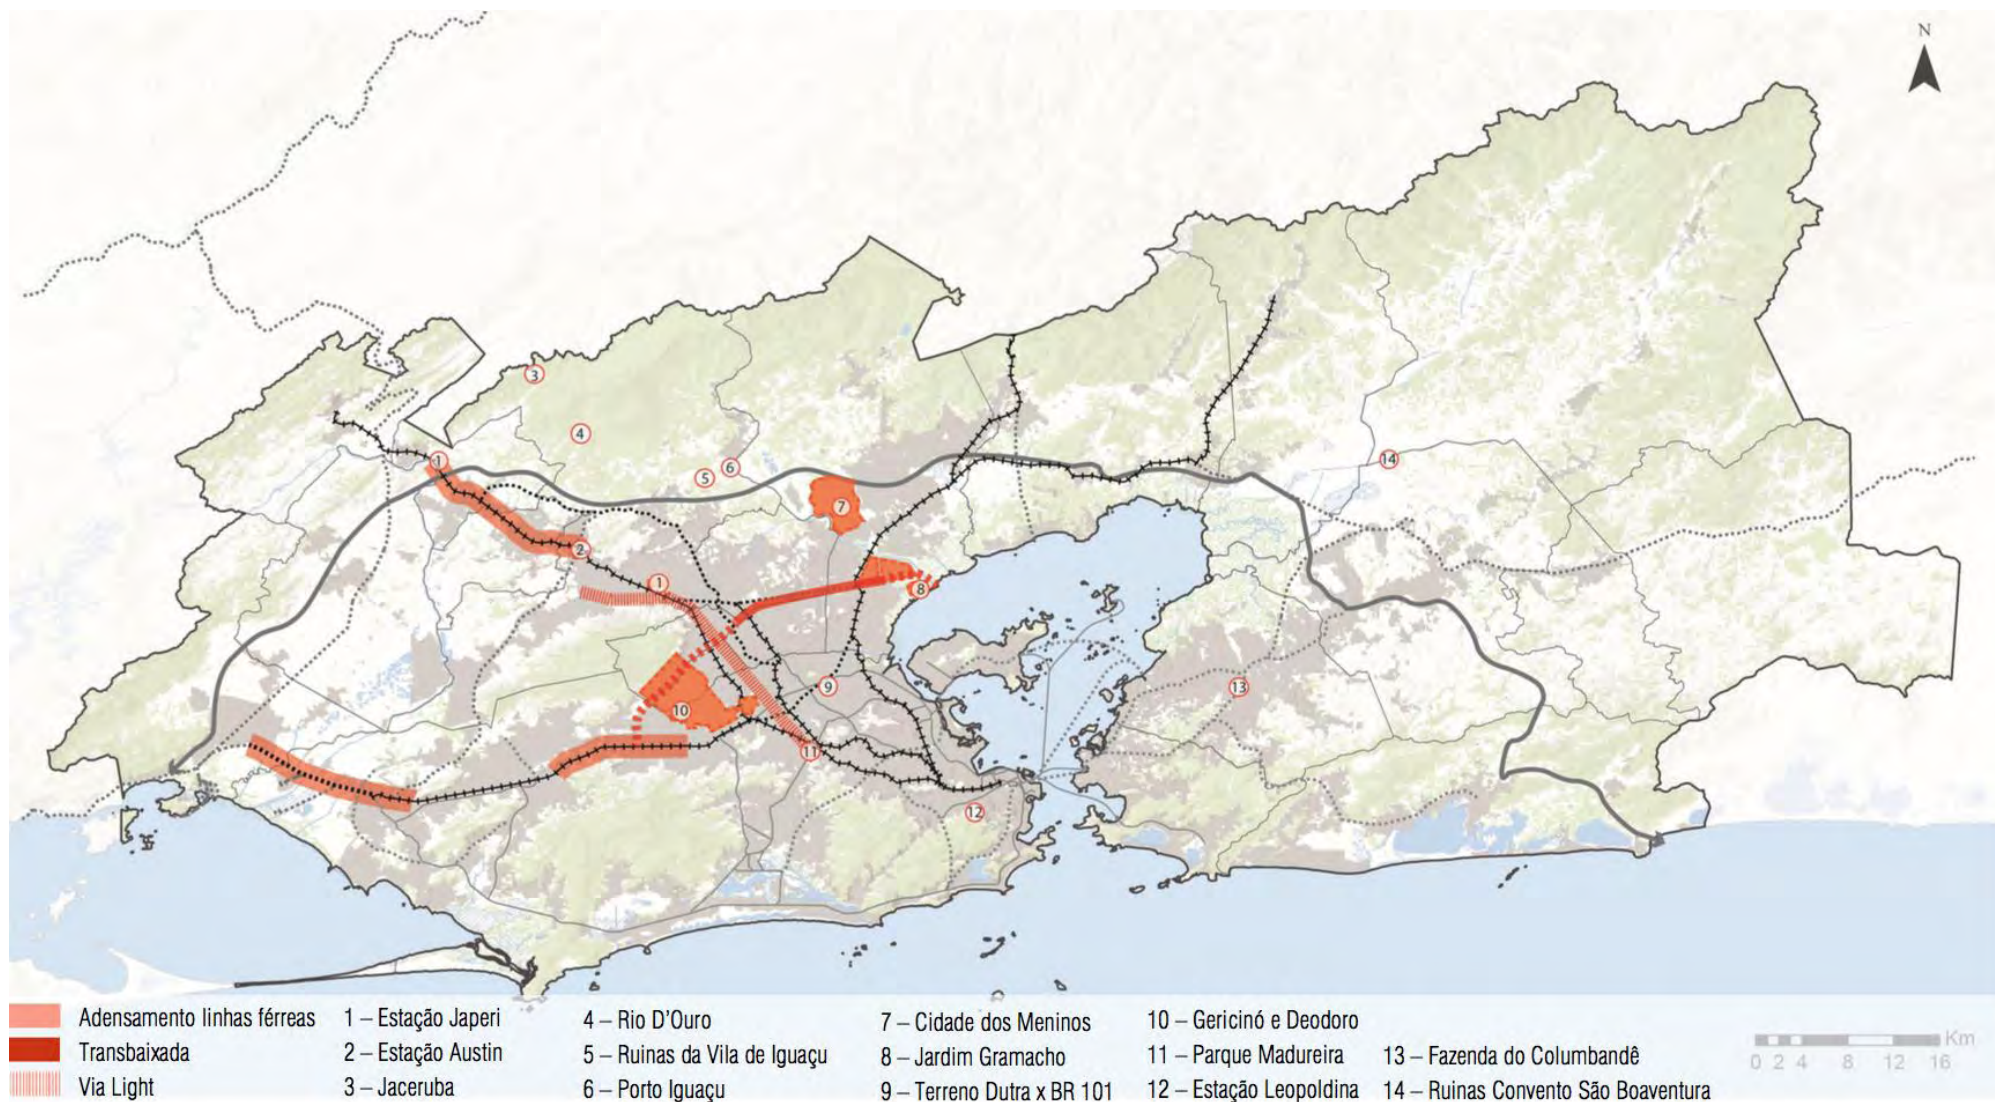 N
3
4
1
14
6
5
7
2
1
8
9
13
10
11
12
Adensamento linhas férreas
Transbaixada
Via Light
1 – Estação Japeri
2 – Estação Austin
3 – Jaceruba
4 – Rio D'Ouro
5 – Ruinas da Vila de Iguaçu
6 – Porto Iguaçu
7 – Cidade dos Meninos
8 – Jardim Gramacho
9 – Terreno Dutra x BR 101
10 – Gericinó e Deodoro
11 – Parque Madureira
12 – Estação Leopoldina
13 – Fazenda do Columbandê
14 – Ruinas Convento São Boaventura
Km
0 2 4 8 12 16